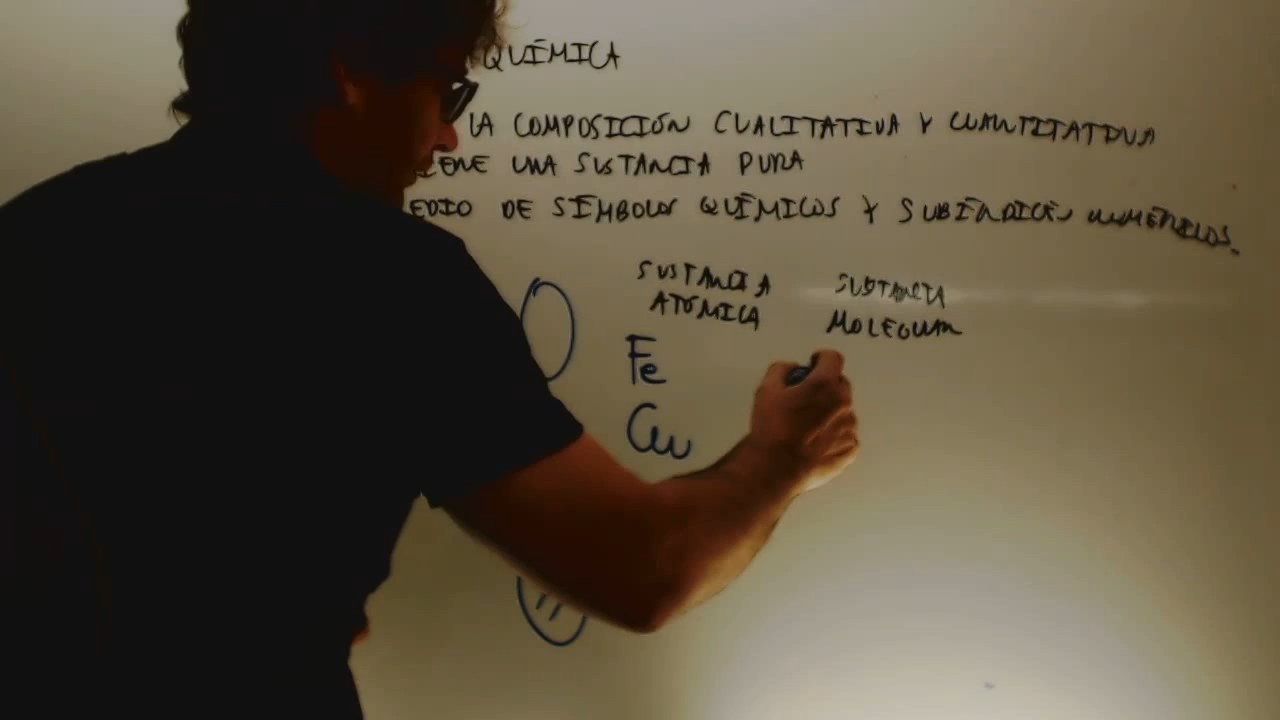 QUÍMICA
LA COMPOSICIÓN CUALITATIVA Y CUANTITATIVA
IENE UNA SUSTANCIA PURA
EDIO DE SÍMBOLOS QUÍMICOS Y SUBÍNDICES NUMÉRICOS.
SUSTANCIA
ATÓMICA
SUSTANCIA
MOLECULAR
Fe
Cu